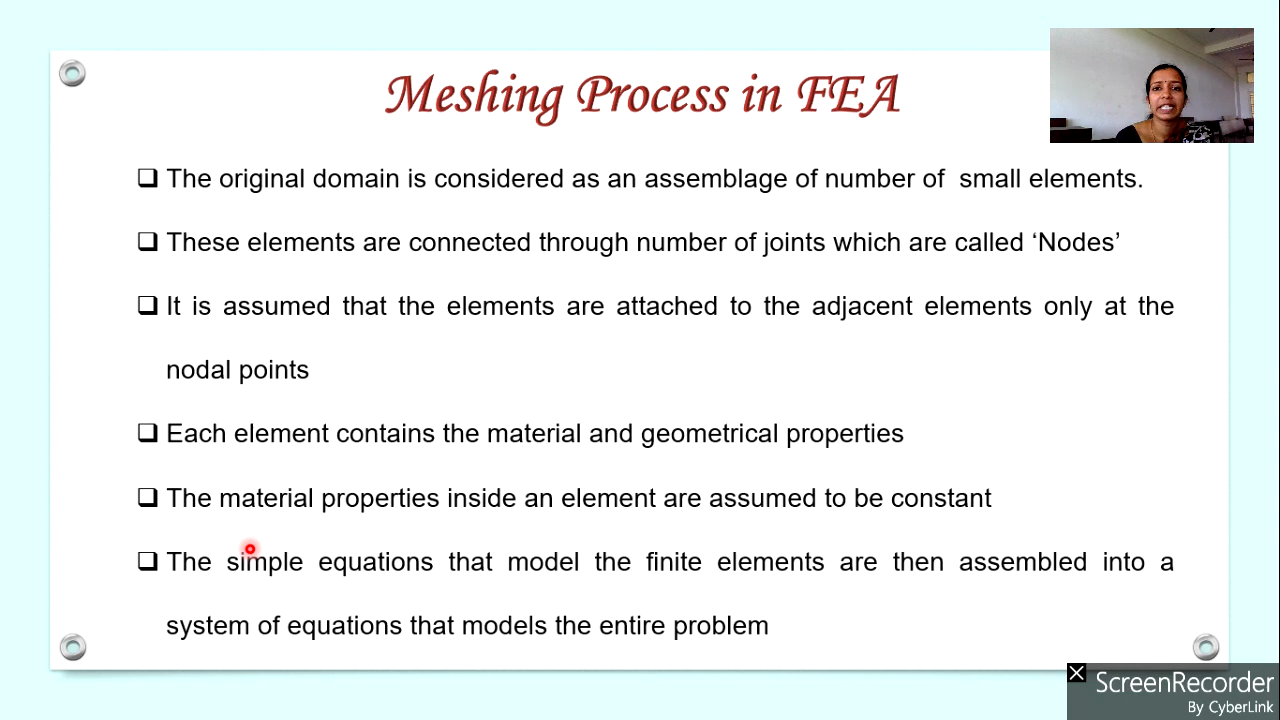 Meshing Process in FEA
❑ The original domain is considered as an assemblage of number of  small elements.
❑ These elements are connected through number of joints which are called ‘Nodes’
❑ It is assumed that the elements are attached to the adjacent elements only at the
nodal points
❑ Each element contains the material and geometrical properties
❑ The material properties inside an element are assumed to be constant
❑ The simple equations that model the finite elements are then assembled into a
system of equations that models the entire problem
ScreenRecorder
By CyberLink